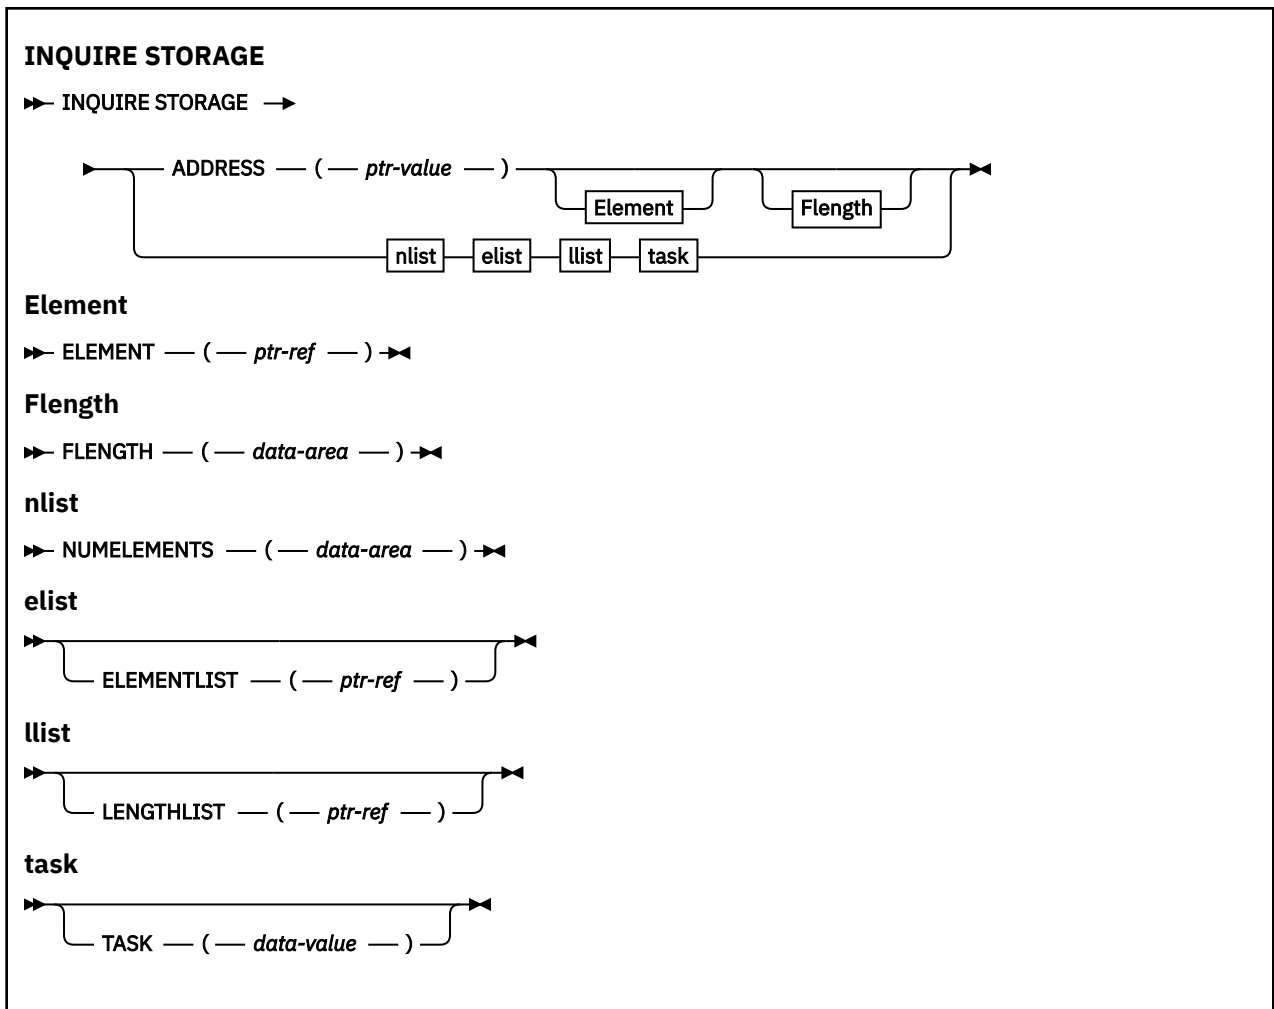 INQUIRE STORAGE
INQUIRE STORAGE
ADDRESS ( ptr-value )
Element Flength
nlist elist llist task
Element
ELEMENT ( ptr-ref )
Flength
FLENGTH ( data-area )
nlist
NUMELEMENTS ( data-area )
elist
ELEMENTLIST ( ptr-ref )
llist
LENGTHLIST ( ptr-ref )
task
TASK ( data-value )